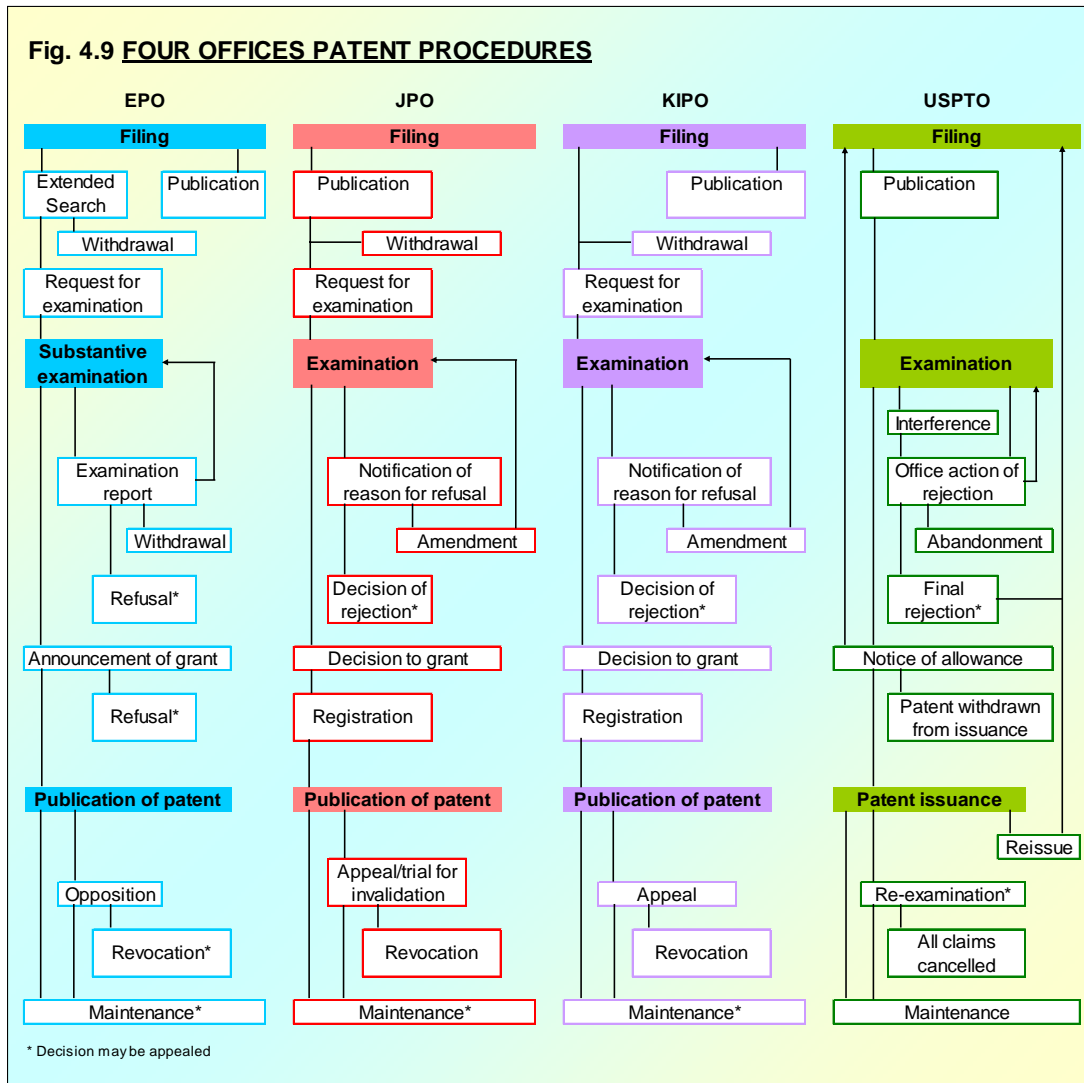 Fig. 4.9 FOUR OFFICES PATENT PROCEDURES
EPO
JPO
KIPO
USPTO
Filing
Filing
Filing
Filing
Extended
Search
Publication
Publication
Publication
Publication
Withdrawal
Withdrawal
Withdrawal
Request for
examination
Request for
examination
Request for
examination
Substantive
examination
Examination
Examination
Examination
Interference
Examination
report
Notification of
reason for refusal
Notification of
reason for refusal
Office action of
rejection
Withdrawal
Amendment
Amendment
Abandonment
Refusal*
Decision of
rejection*
Decision of
rejection*
Final
rejection*
Announcement of grant
Decision to grant
Decision to grant
Notice of allowance
Refusal*
Registration
Registration
Patent withdrawn
from issuance
Publication of patent
Publication of patent
Publication of patent
Patent issuance
Reissue
Opposition
Appeal/trial for
invalidation
Appeal
Re-examination*
Revocation*
Revocation
Revocation
All claims
cancelled
Maintenance*
Maintenance*
Maintenance*
Maintenance
* Decision may be appealed